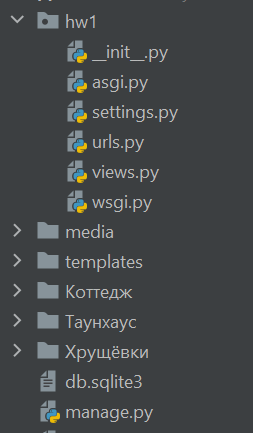 hw1
__init__.py
asgi.py
settings.py
urls.py
views.py
wsgi.py
media
templates
Коттедж
Таунхаус
Хрущёвки
db.sqlite3
manage.py